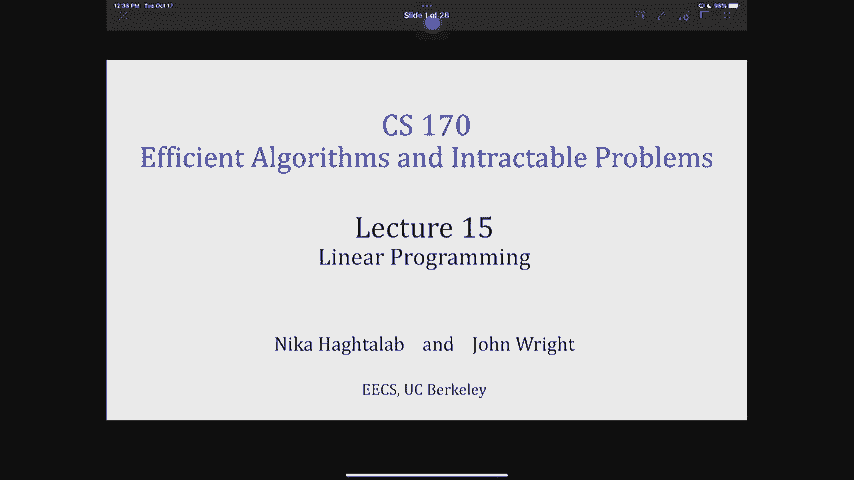 12:38 PM Tue Oct 17
Slide 1 of 28
56%
CS 170
Efficient Algorithms and Intractable Problems
Lecture 15
Linear Programming
Nika Haghtalab and John Wright
EECS, UC Berkeley